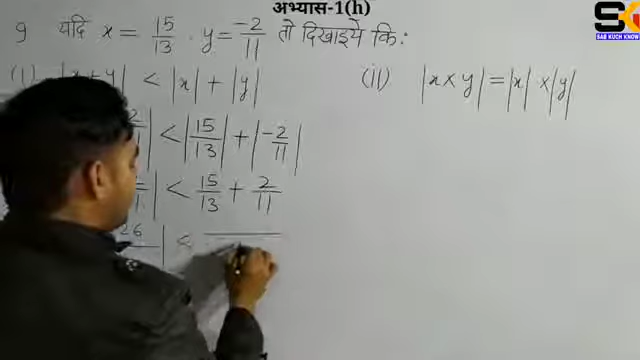 अभ्यास-1(h)
SK
SAB KUCH KNOW
9 यदि x = 15/13 . y = -2/11 तो दिखाइये कि:
(i) |x + y| < |x| + |y|
(ii) |x × y| = |x| × |y|
| < |15/13| + |-2/11|
| < 15/13 + 2/11
26 | <